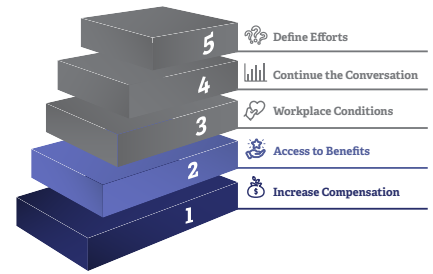 5 Define Efforts
4 Continue the Conversation
3 Workplace Conditions
2 Access to Benefits
1 $ Increase Compensation